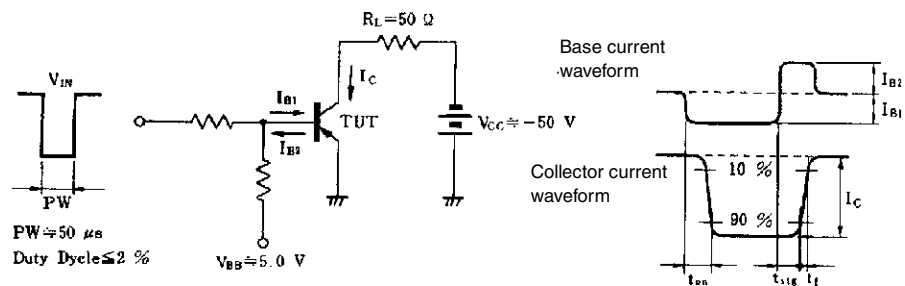 R_L=50 Ω
V_IN
I_B1
I_B2
I_C
TUT
V_CC≒−50 V
PW
PW≒50 μs
Duty Dycle≦2 %
V_BB≒5.0 V
Base current
waveform
I_B2
I_B1
Collector current
waveform
10 %
90 %
I_C
t_on
t_stg
t_f